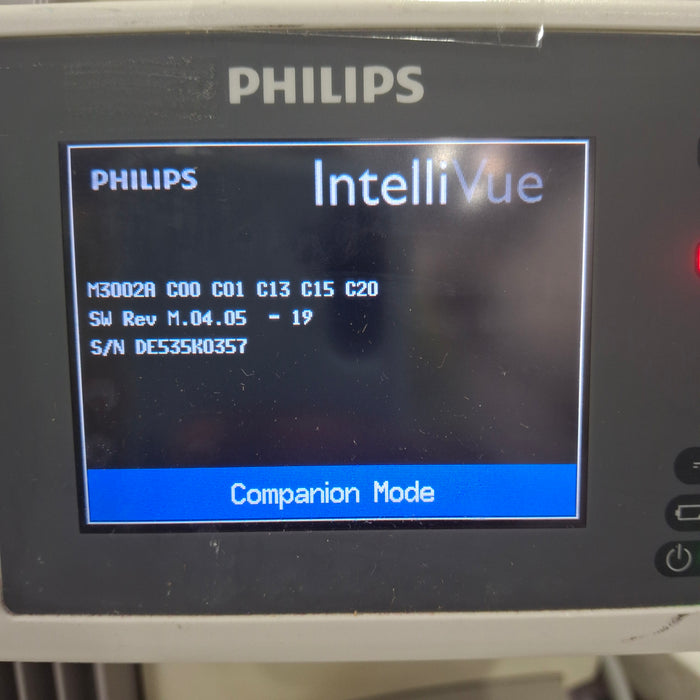 PHILIPS
PHILIPS IntelliVue
M3002A C00 C01 C13 C15 C20
SW Rev M.04.05 - 19
S/N DE535K0357
Companion Mode